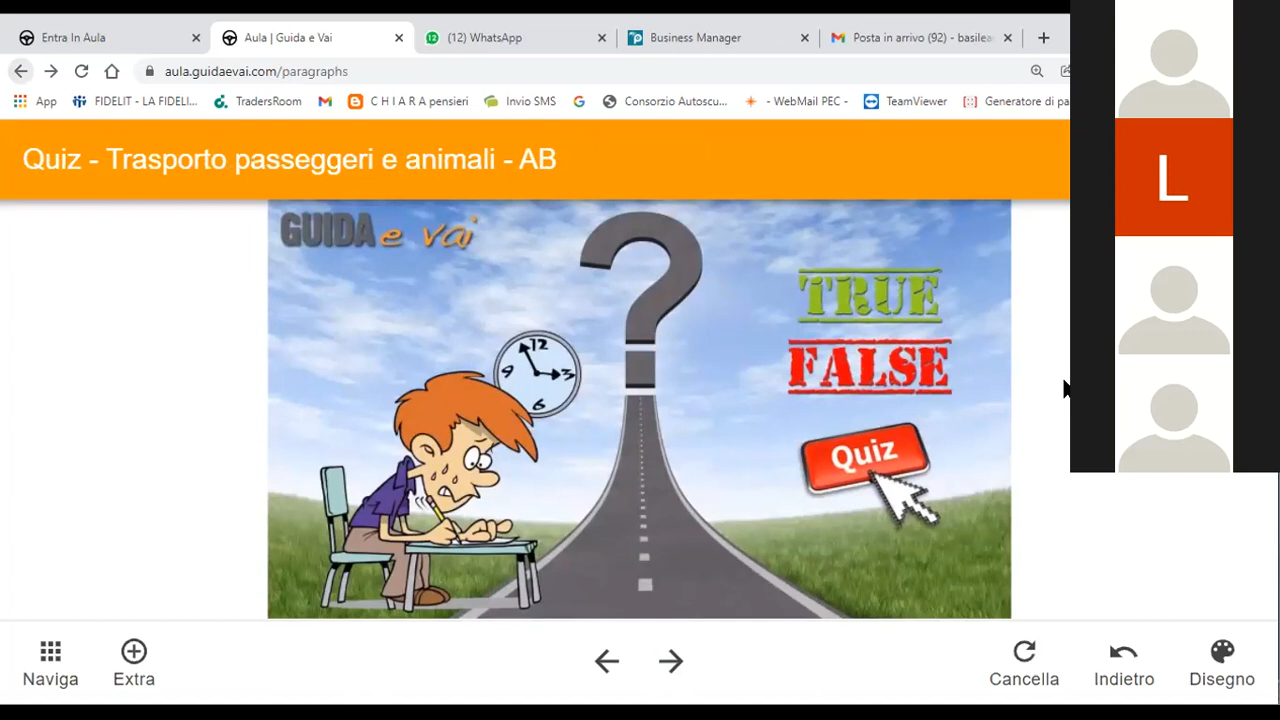 Entra In Aula
Aula | Guida e Vai
(12) WhatsApp
Business Manager
Posta in arrivo (92) - basilea
aula.guidaevai.com/paragraphs
App
FIDELIT - LA FIDELI...
TradersRoom
C H I A R A pensieri
Invio SMS
Consorzio Autoscu...
- WebMail PEC -
TeamViewer
Generatore di pa
Quiz - Trasporto passeggeri e animali - AB
GUIDA e vai
TRUE
FALSE
12
9
3
6
Quiz
L
Naviga
Extra
Cancella
Indietro
Disegno